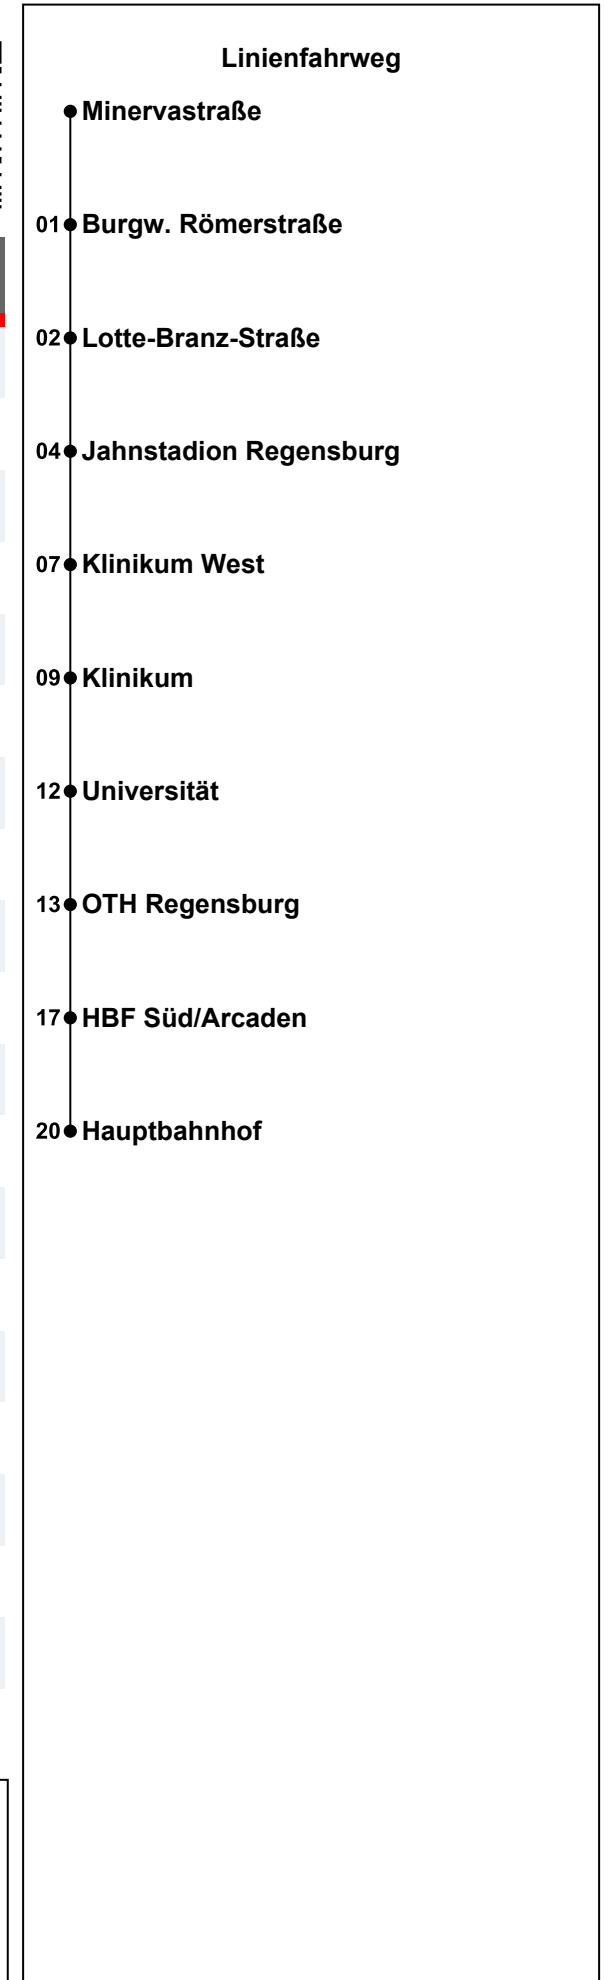 Linienfahrweg
Minervastraße
01 Burgw. Römerstraße
02 Lotte-Branz-Straße
04 Jahnstadion Regensburg
07 Klinikum West
09 Klinikum
12 Universität
13 OTH Regensburg
17 HBF Süd/Arcaden
20 Hauptbahnhof